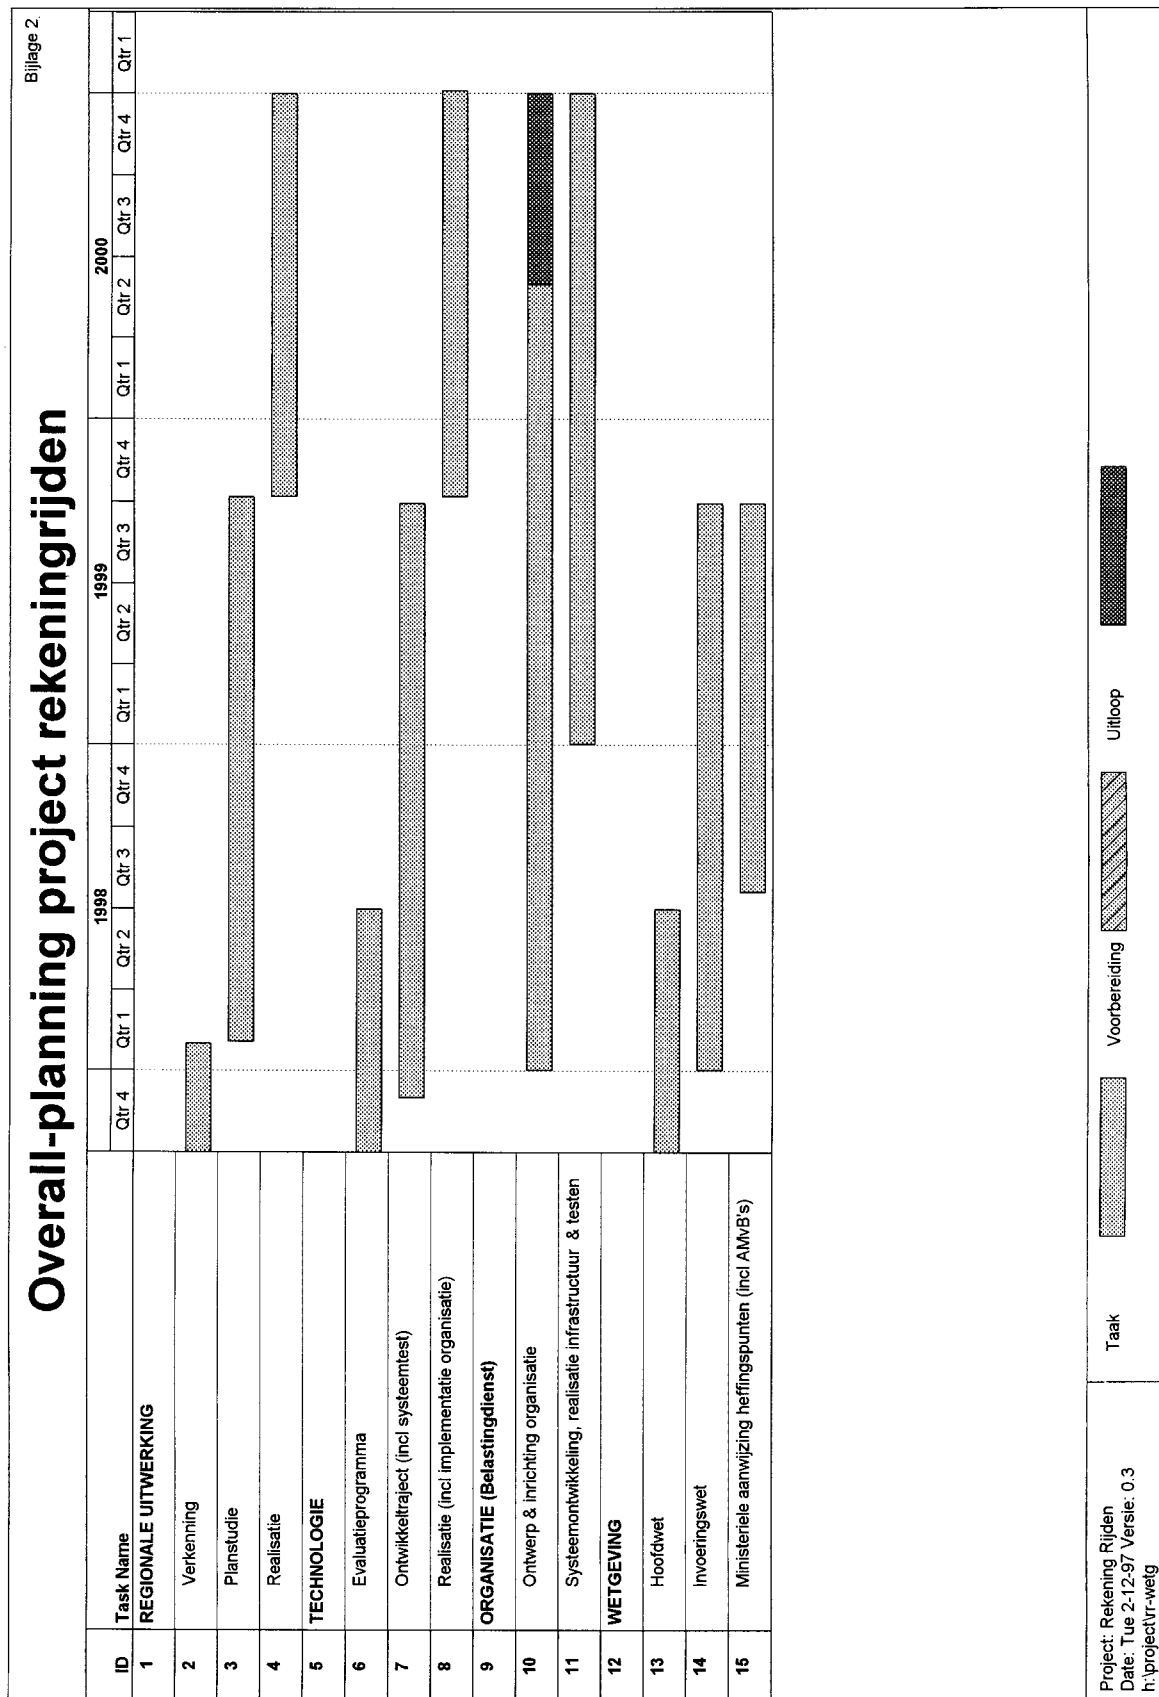 Bijlage 2.
Overall-planning project rekeningrijden
1998 1999 2000
ID Task Name Qtr 4 Qtr 1 Qtr 2 Qtr 3 Qtr 4 Qtr 1 Qtr 2 Qtr 3 Qtr 4 Qtr 1 Qtr 2 Qtr 3 Qtr 4 Qtr 1
1 REGIONALE UITWERKING
2 Verkenning
3 Planstudie
4 Realisatie
5 TECHNOLOGIE
6 Evaluatieprogramma
7 Ontwikkeltraject (incl systeemtest)
8 Realisatie (incl implementatie organisatie)
9 ORGANISATIE (Belastingdienst)
10 Ontwerp & inrichting organisatie
11 Systeemontwikkeling, realisatie infrastructuur & testen
12 WETGEVING
13 Hoofdwet
14 Invoeringswet
15 Ministeriele aanwijzing heffingspunten (incl AMvB's)
Project: Rekening Rijden
Date: Tue 2-12-97 Versie: 0.3
h:\project\rr-wetg
Taak Voorbereiding Uitloop